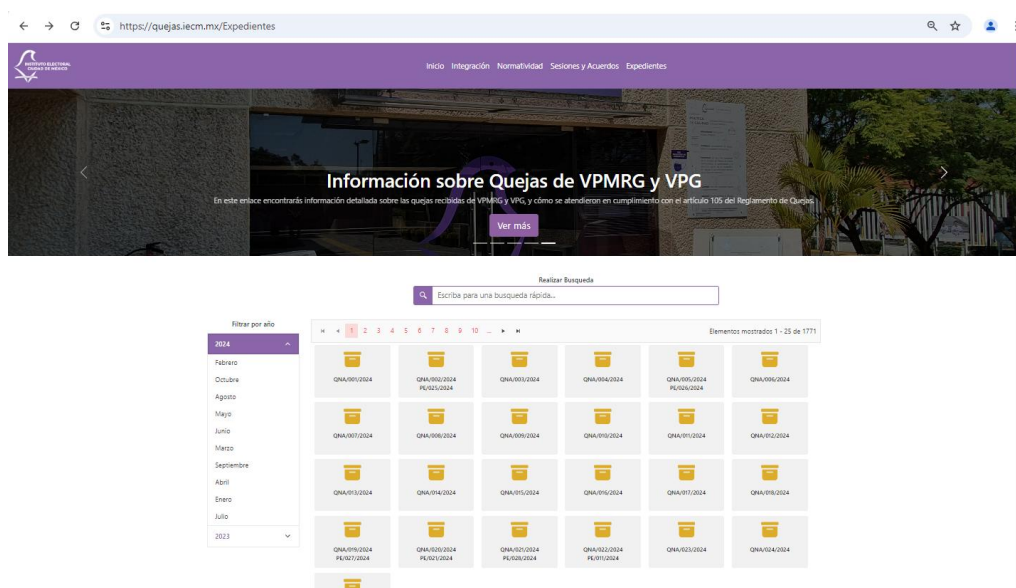 https://quejas.iecm.mx/Expedientes
INSTITUTO ELECTORAL
CIUDAD DE MÉXICO
Inicio Integración Normatividad Sesiones y Acuerdos Expedientes
Información sobre Quejas de VPMRG y VPG
En este enlace encontrarás información detallada sobre las quejas recibidas de VPMRG y VPG, y cómo se atendieron en cumplimiento con el artículo 105 del Reglamento de Quejas.
Ver más
Realizar Busqueda
Escriba para una busqueda rápida...
Filtrar por año
1 2 3 4 5 6 7 8 9 10 ...
Elementos mostrados 1 - 25 de 1771
2024
Febrero
Octubre
Agosto
Mayo
Junio
Marzo
Septiembre
Abril
Enero
Julio
2023
QNA/001/2024
QNA/002/2024
PE/025/2024
QNA/003/2024
QNA/004/2024
QNA/005/2024
PE/026/2024
QNA/006/2024
QNA/007/2024
QNA/008/2024
QNA/009/2024
QNA/010/2024
QNA/011/2024
QNA/012/2024
QNA/013/2024
QNA/014/2024
QNA/015/2024
QNA/016/2024
QNA/017/2024
QNA/018/2024
QNA/019/2024
PE/027/2024
QNA/020/2024
PE/021/2024
QNA/021/2024
PE/028/2024
QNA/022/2024
PE/011/2024
QNA/023/2024
QNA/024/2024